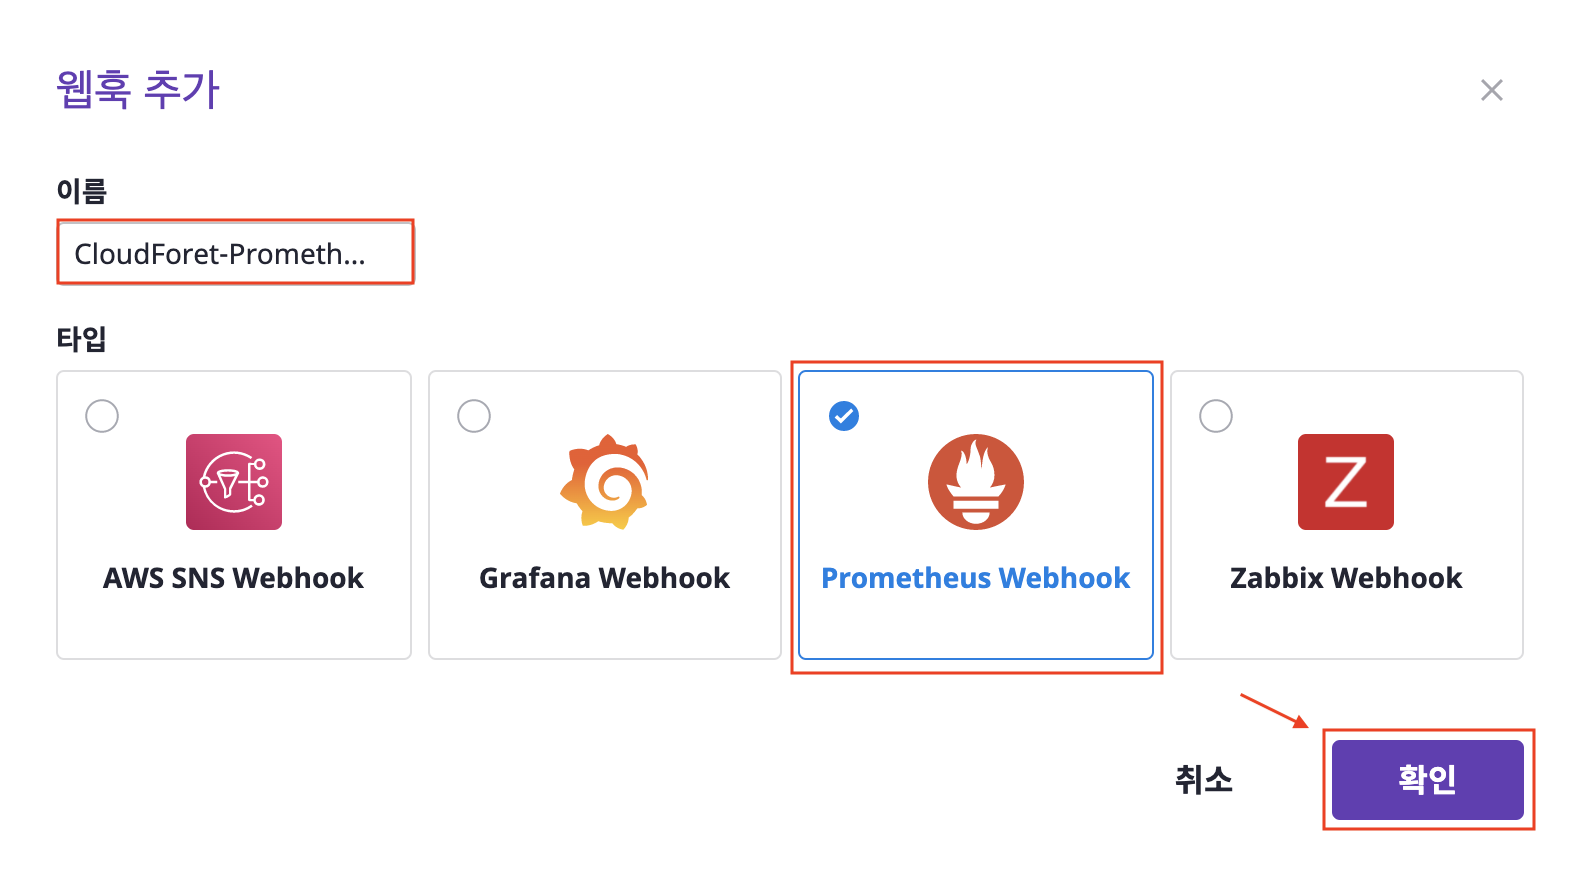 웹훅 추가
이름
CloudForet-Prometh...
타입
AWS SNS Webhook
Grafana Webhook
Prometheus Webhook
Z
Zabbix Webhook
취소
확인